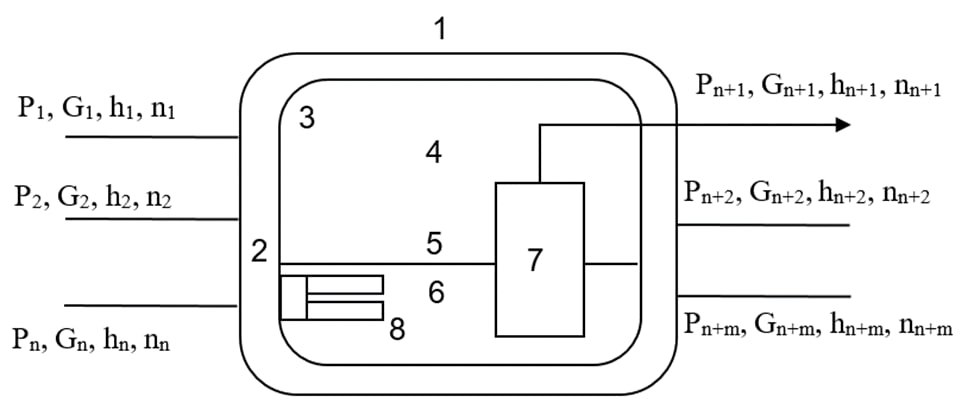 1
P₁, G₁, h₁, n₁
Pₙ₊₁, Gₙ₊₁, hₙ₊₁, nₙ₊₁
3
4
P₂, G₂, h₂, n₂
Pₙ₊₂, Gₙ₊₂, hₙ₊₂, nₙ₊₂
2
5
7
6
8
Pₙ, Gₙ, hₙ, nₙ
Pₙ₊ₘ, Gₙ₊ₘ, hₙ₊ₘ, nₙ₊ₘ